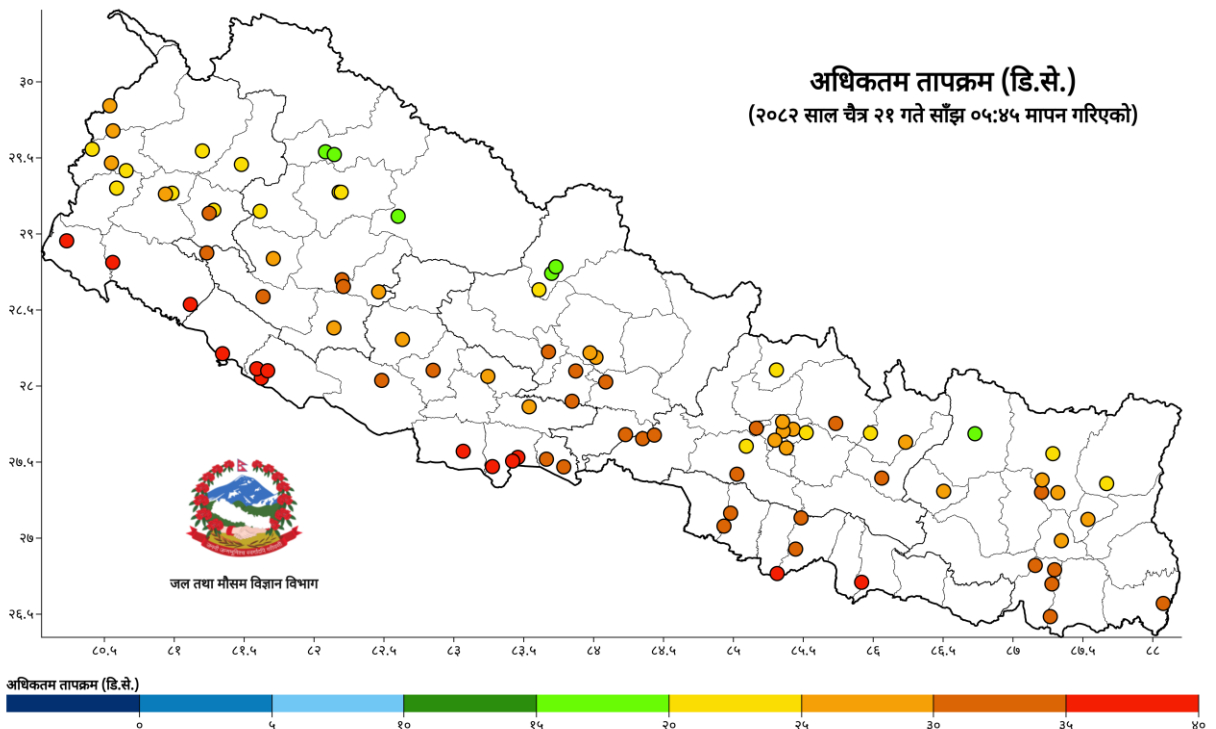 अधिकतम तापक्रम (डि.से.)
(२०८२ साल चैत्र २१ गते साँझ ०५:४५ मापन गरिएको)
३०
२९.५
२९
२८.५
२८
२७.५
२७
२६.५
जल तथा मौसम विज्ञान विभाग
८०.५ ८१ ८१.५ ८२ ८२.५ ८३ ८३.५ ८४ ८४.५ ८५ ८५.५ ८६ ८६.५ ८७ ८७.५ ८८
अधिकतम तापक्रम (डि.से.)
० ५ १० १५ २० २५ ३० ३५ ४०